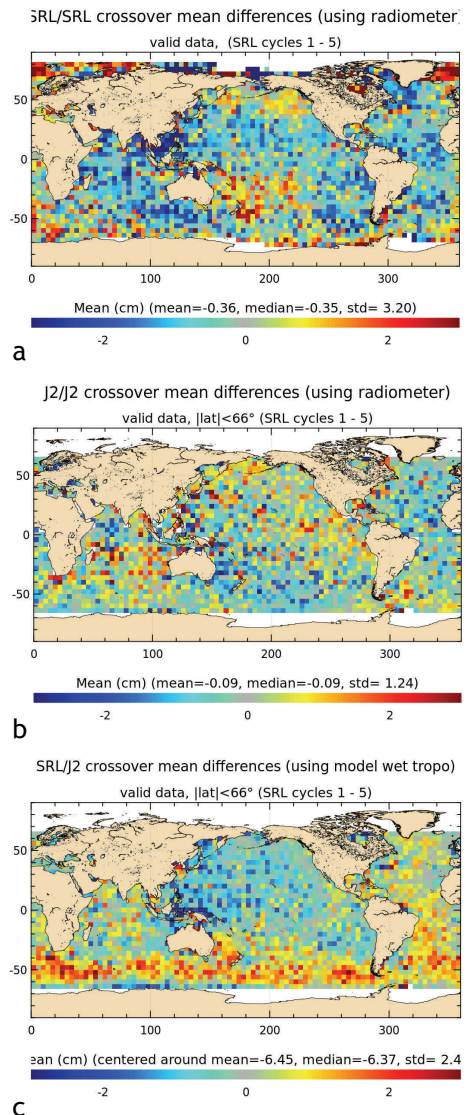 SRL/SRL crossover mean differences (using radiometer)
valid data, (SRL cycles 1 - 5)
50
0
-50
0 100 200 300
Mean (cm) (mean=-0.36, median=-0.35, std= 3.20)
-2 0 2
a
J2/J2 crossover mean differences (using radiometer)
valid data, |lat|<66° (SRL cycles 1 - 5)
50
0
-50
0 100 200 300
Mean (cm) (mean=-0.09, median=-0.09, std= 1.24)
-2 0 2
b
SRL/J2 crossover mean differences (using model wet tropo)
valid data, |lat|<66° (SRL cycles 1 - 5)
50
0
-50
0 100 200 300
ean (cm) (centered around mean=-6.45, median=-6.37, std= 2.4
-2 0 2
c